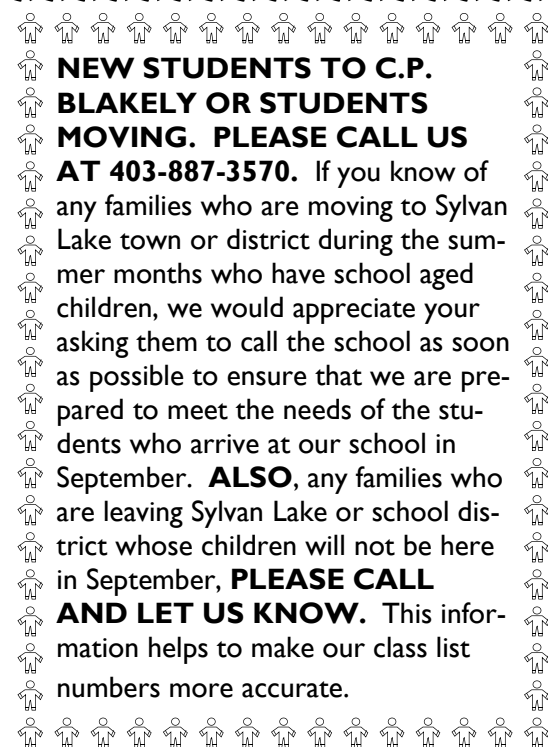 NEW STUDENTS TO C.P.
BLAKELY OR STUDENTS
MOVING.  PLEASE CALL US
AT 403-887-3570.  If you know of
any families who are moving to Sylvan
Lake town or district during the sum-
mer months who have school aged
children, we would appreciate your
asking them to call the school as soon
as possible to ensure that we are pre-
pared to meet the needs of the stu-
dents who arrive at our school in
September.  ALSO, any families who
are leaving Sylvan Lake or school dis-
trict whose children will not be here
in September, PLEASE CALL
AND LET US KNOW.  This infor-
mation helps to make our class list
numbers more accurate.